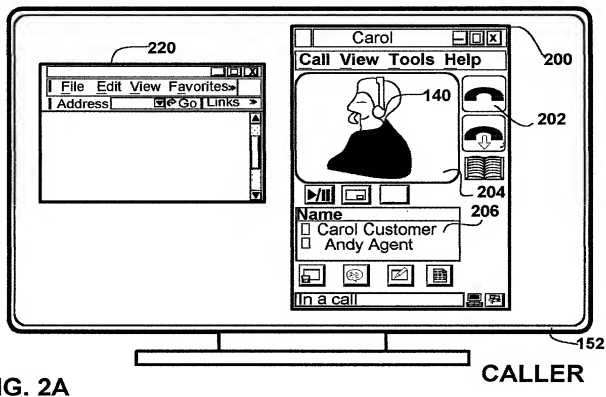 220
File Edit View Favorites»
Address Go Links »
Carol
200
Call View Tools Help
140
202
204
Name
206
Carol Customer
Andy Agent
In a call
152
CALLER
IG. 2A